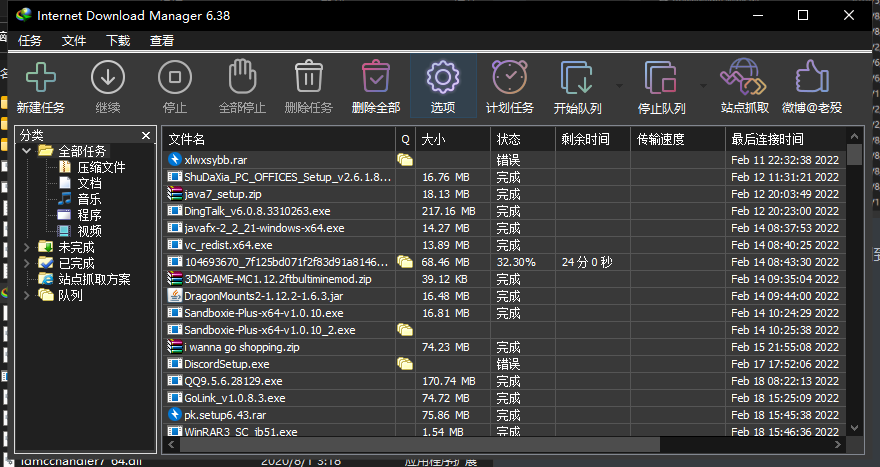 Internet Download Manager 6.38
任务 文件 下载 查看
新建任务 继续 停止 全部停止 删除任务 删除全部 选项 计划任务 开始队列 停止队列 站点抓取 微博@老殁
分类
全部任务
压缩文件
文档
音乐
程序
视频
未完成
已完成
站点抓取方案
队列
文件名 Q 大小 状态 剩余时间 传输速度 最后连接时间
xlwxsybb.rar 错误 Feb 11 22:32:38 2022
ShuDaXia_PC_OFFICES_Setup_v2.6.1.8... 16.76 MB 完成 Feb 12 11:31:21 2022
java7_setup.zip 18.13 MB 完成 Feb 12 20:03:49 2022
DingTalk_v6.0.8.3310263.exe 217.16 MB 完成 Feb 12 20:23:00 2022
javafx-2_2_21-windows-x64.exe 14.27 MB 完成 Feb 14 08:37:53 2022
vc_redist.x64.exe 13.89 MB 完成 Feb 14 08:40:25 2022
104693670_7f125bd071f2f83d91a8146... 68.46 MB 32.30% 24 分 0 秒 Feb 14 08:43:30 2022
3DMGAME-MC1.12.2ftbultiminemod.zip 39.12 KB 完成 Feb 14 09:35:04 2022
DragonMounts2-1.12.2-1.6.3.jar 16.48 MB 完成 Feb 14 09:44:00 2022
Sandboxie-Plus-x64-v1.0.10.exe 16.81 MB 完成 Feb 14 10:24:29 2022
Sandboxie-Plus-x64-v1.0.10_2.exe Feb 14 10:25:38 2022
i wanna go shopping.zip 74.23 MB 完成 Feb 15 21:55:08 2022
DiscordSetup.exe 错误 Feb 17 17:52:06 2022
QQ9.5.6.28129.exe 170.74 MB 完成 Feb 18 08:22:13 2022
GoLink_v1.0.8.3.exe 74.72 MB 完成 Feb 18 15:25:09 2022
pk.setup6.43.rar 75.86 MB 完成 Feb 18 15:45:38 2022
WinRAR3_SC_jb51.exe 1.54 MB 完成 Feb 18 15:46:36 2022
idmcchandler7_64.dll 2020/8/1 3:18 应用程序扩展